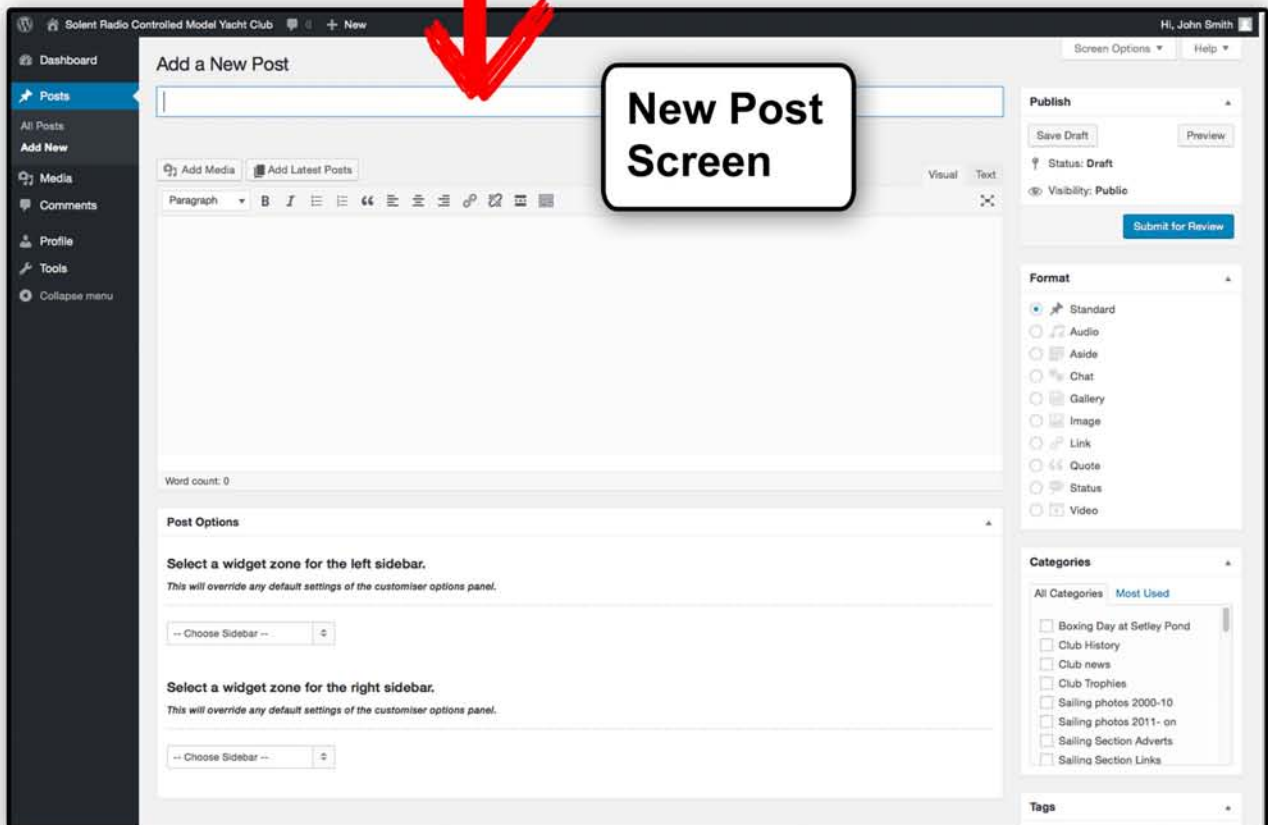 Solent Radio Controlled Model Yacht Club
+ New
Hi, John Smith
Screen Options
Help
Dashboard
Posts
All Posts
Add New
Media
Comments
Profile
Tools
Collapse menu
Add a New Post
New Post
Screen
Add Media
Add Latest Posts
Visual
Text
Paragraph
B
I
Word count: 0
Post Options
Select a widget zone for the left sidebar.
This will override any default settings of the customiser options panel.
-- Choose Sidebar --
Select a widget zone for the right sidebar.
This will override any default settings of the customiser options panel.
-- Choose Sidebar --
Publish
Save Draft
Preview
Status: Draft
Visibility: Public
Submit for Review
Format
Standard
Audio
Aside
Chat
Gallery
Image
Link
Quote
Status
Video
Categories
All Categories
Most Used
Boxing Day at Setley Pond
Club History
Club news
Club Trophies
Sailing photos 2000-10
Sailing photos 2011- on
Sailing Section Adverts
Sailing Section Links
Tags